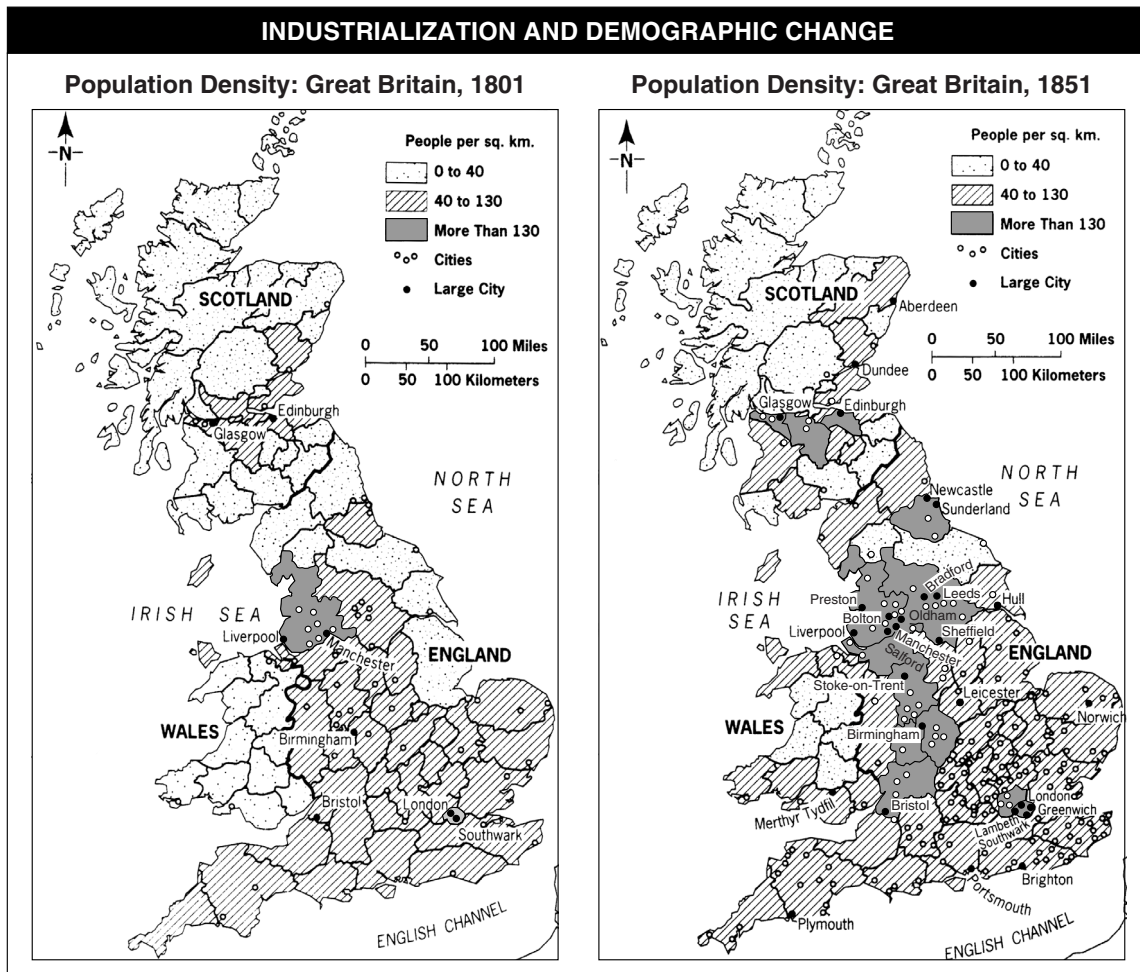 INDUSTRIALIZATION AND DEMOGRAPHIC CHANGE
Population Density: Great Britain, 1801
N
People per sq. km.
0 to 40
40 to 130
More Than 130
Cities
Large City
SCOTLAND
0 50 100 Miles
0 50 100 Kilometers
Edinburgh
Glasgow
NORTH
SEA
IRISH SEA
Liverpool
Manchester
ENGLAND
WALES
Birmingham
Bristol
London
Southwark
ENGLISH CHANNEL
Population Density: Great Britain, 1851
N
People per sq. km.
0 to 40
40 to 130
More Than 130
Cities
Large City
SCOTLAND
Aberdeen
0 50 100 Miles
0 50 100 Kilometers
Dundee
Glasgow
Edinburgh
NORTH
SEA
Newcastle
Sunderland
IRISH
SEA
Bradford
Preston
Leeds
Hull
Bolton
Oldham
Liverpool
Manchester
Sheffield
Salford
ENGLAND
Stoke-on-Trent
Leicester
Norwich
WALES
Birmingham
Merthyr Tydfil
Bristol
London
Greenwich
Lambeth
Southwark
Brighton
Portsmouth
Plymouth
ENGLISH CHANNEL